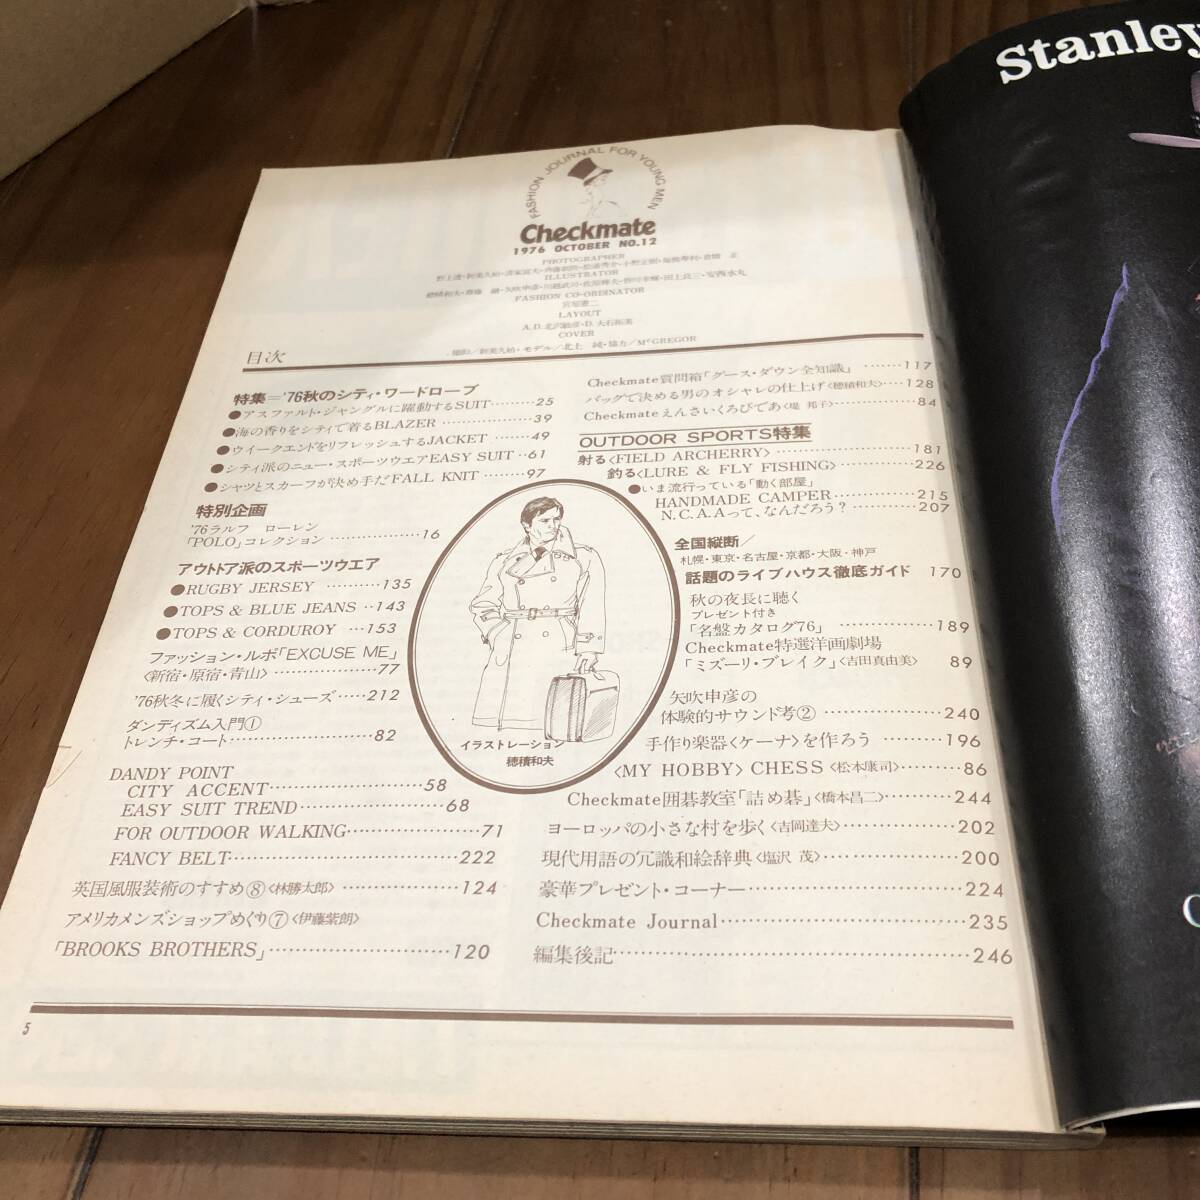 FASHION JOURNAL FOR YOUNG MEN
Checkmate
1976 OCTOBER NO.12
PHOTOGRAPHER
ILLUSTRATOR
FASHION CO-ORDINATOR
LAYOUT
COVER
目次
特集='76秋のシティ・ワードローブ
●アスファルト・ジャングルに躍動するSUIT……25
●海の香りをシティで着るBLAZER…………39
●ウイークエンドをリフレッシュするJACKET………49
●シティ派のニュー・スポーツウエアEASY SUIT‥61
●シャツとスカーフが決め手だFALL KNIT……97
特別企画
'76ラルフ ローレン
「POLO」コレクション…………16
アウトドア派のスポーツウエア
●RUGBY JERSEY………135
●TOPS & BLUE JEANS‥143
●TOPS & CORDUROY…153
ファッション・ルポ「EXCUSE ME」
〈新宿・原宿・青山〉…………77
'76秋冬に履くシティ・シューズ……212
ダンディズム入門①
トレンチ・コート……………82
DANDY POINT
CITY ACCENT……………58
EASY SUIT TREND……………68
FOR OUTDOOR WALKING……………71
FANCY BELT……………222
英国風服装術のすすめ⑧〈林勝太郎〉……………124
アメリカメンズショップめぐり⑦〈伊藤紫朗〉
「BROOKS BROTHERS」……………120
イラストレーション
穂積和夫
Checkmate質問箱「グース・ダウン全知識」……117
バッグで決める男のオシャレの仕上げ〈穂積和夫〉…128
Checkmateえんさいくろぴであ〈堤 邦子〉……84
OUTDOOR SPORTS特集
射る〈FIELD ARCHERRY〉……………181
釣る〈LURE & FLY FISHING〉…………226
●いま流行っている「動く部屋」
HANDMADE CAMPER…………215
N.C.A.Aって、なんだろう?…………207
全国縦断/
札幌・東京・名古屋・京都・大阪・神戸
話題のライブハウス徹底ガイド 170
秋の夜長に聴く
プレゼント付き
「名盤カタログ76」……………189
Checkmate特選洋画劇場
「ミズーリ・ブレイク」〈吉田真由美〉 89
矢吹申彦の
体験的サウンド考②……………240
手作り楽器〈ケーナ〉を作ろう………196
〈MY HOBBY〉CHESS〈松本康司〉………86
Checkmate囲碁教室「詰め碁」〈橋本昌二〉…………244
ヨーロッパの小さな村を歩く〈吉岡達夫〉……………202
現代用語の冗識和絵辞典〈塩沢 茂〉……………200
豪華プレゼント・コーナー……………224
Checkmate Journal……………235
編集後記……………246
5
Stanley